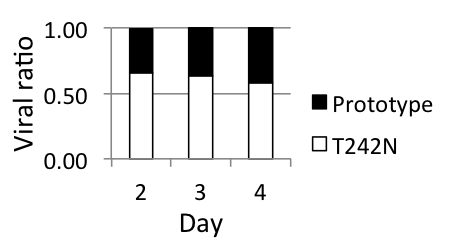 1.00
0.50
0.00
Viral ratio
2 3 4
Day
Prototype
T242N